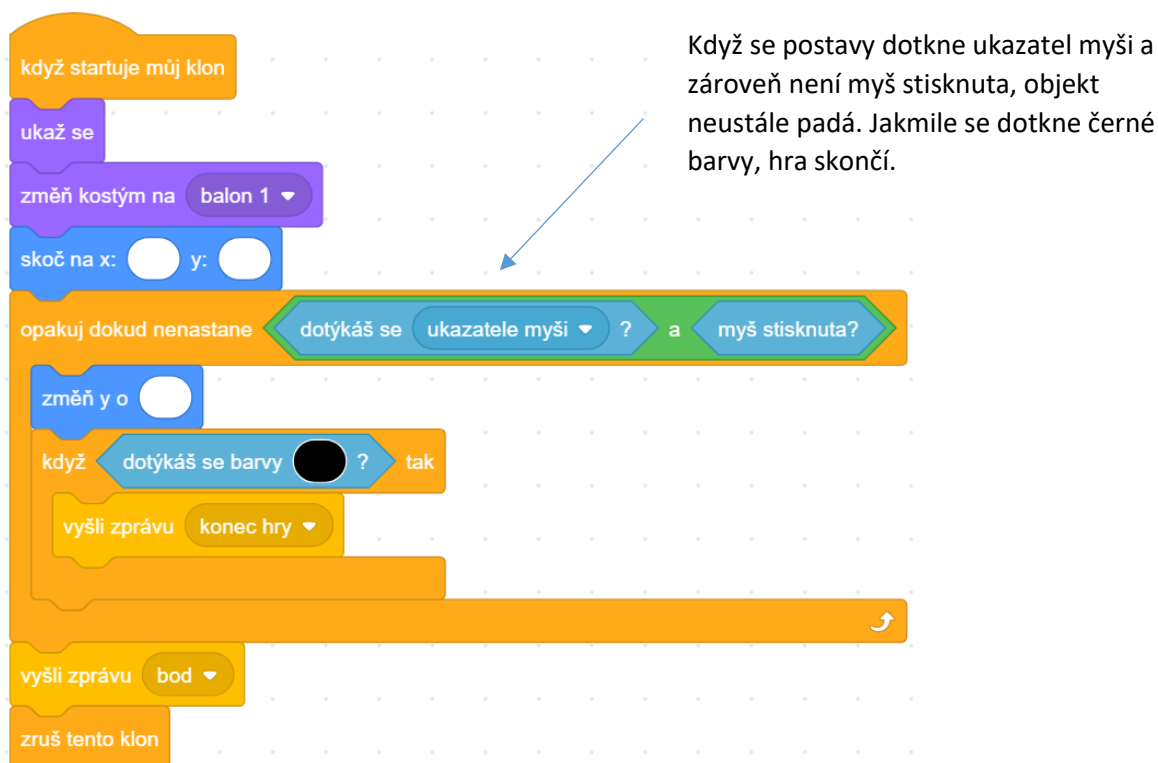 když startuje můj klon
ukaž se
změň kostým na balon 1
skoč na x: y:
opakuj dokud nenastane dotýkáš se ukazatele myši ? a myš stisknuta?
změň y o
když dotýkáš se barvy ? tak
vyšli zprávu konec hry
vyšli zprávu bod
zruš tento klon
Když se postavy dotkne ukazatel myši a
zároveň není myš stisknuta, objekt
neustále padá. Jakmile se dotkne černé
barvy, hra skončí.